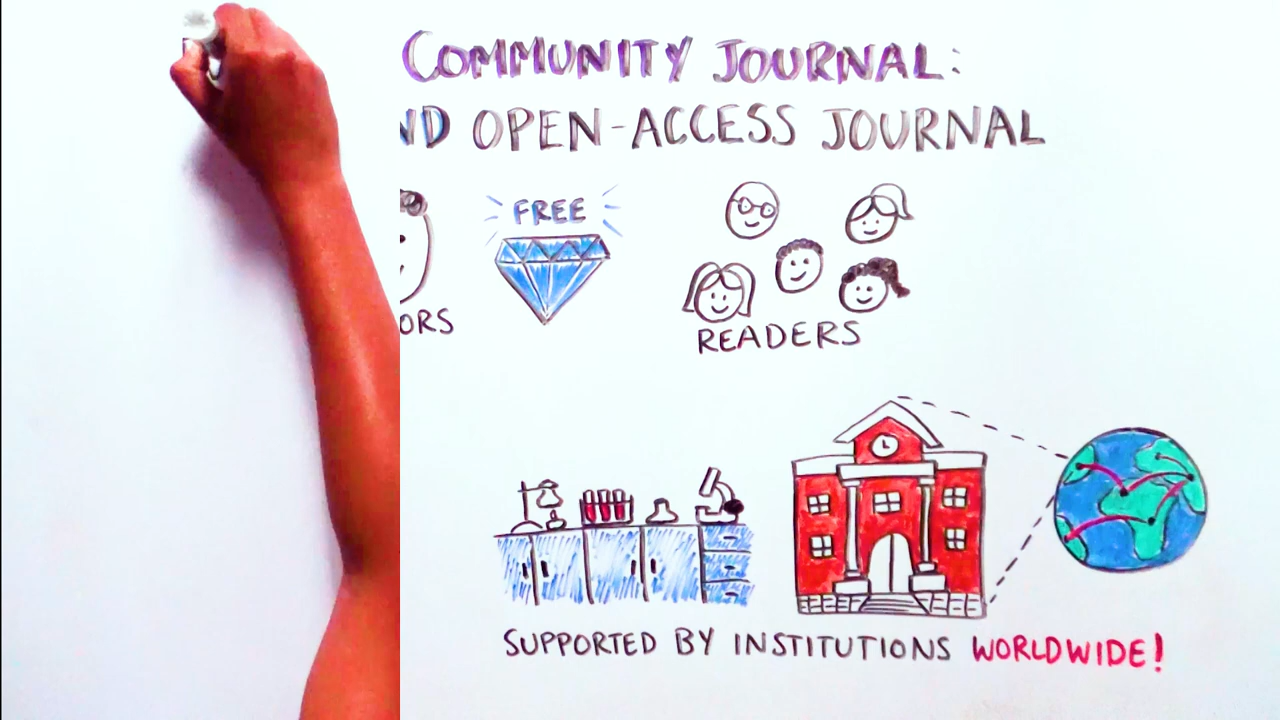 COMMUNITY JOURNAL:
ND OPEN-ACCESS JOURNAL
FREE
ORS
READERS
SUPPORTED BY INSTITUTIONS WORLDWIDE!